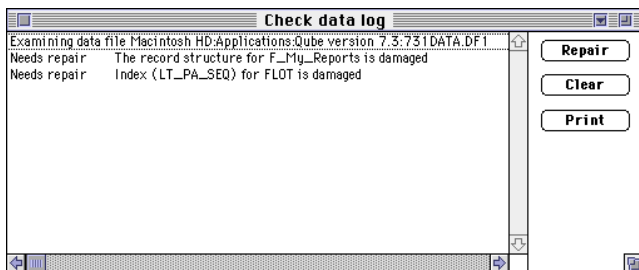 Check data log
Examining data file Macintosh HD:Applications:Qube version 7.3:731DATA.DF1
Needs repair The record structure for F_My_Reports is damaged
Needs repair Index (LT_PA_SEQ) for FLOT is damaged
Repair
Clear
Print